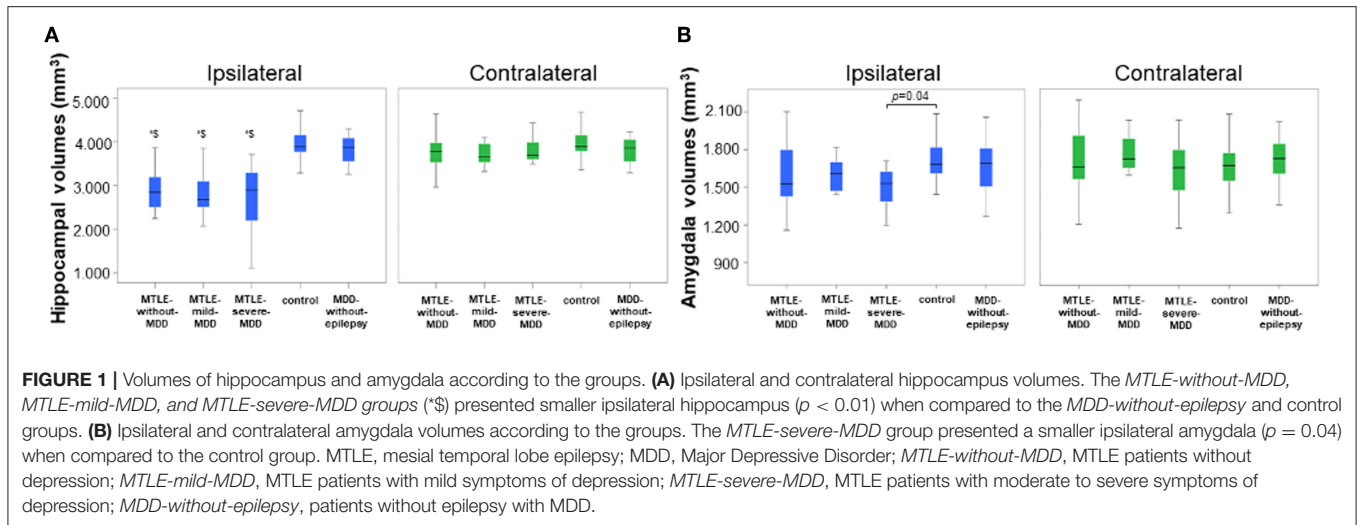 A
B
Ipsilateral
Contralateral
Ipsilateral
Contralateral
Hippocampal volumes (mm³)
5.000
4.000
3.000
2.000
1.000
*$
*$
*$
MTLE-without-MDD
MTLE-mild-MDD
MTLE-severe-MDD
control
MDD-without-epilepsy
MTLE-without-MDD
MTLE-mild-MDD
MTLE-severe-MDD
control
MDD-without-epilepsy
Amygdala volumes (mm³)
2.100
1.800
1.500
1.200
900
p=0.04
MTLE-without-MDD
MTLE-mild-MDD
MTLE-severe-MDD
control
MDD-without-epilepsy
MTLE-without-MDD
MTLE-mild-MDD
MTLE-severe-MDD
control
MDD-without-epilepsy
FIGURE 1 | Volumes of hippocampus and amygdala according to the groups. (A) Ipsilateral and contralateral hippocampus volumes. The MTLE-without-MDD,
MTLE-mild-MDD, and MTLE-severe-MDD groups (*$) presented smaller ipsilateral hippocampus (p < 0.01) when compared to the MDD-without-epilepsy and control
groups. (B) Ipsilateral and contralateral amygdala volumes according to the groups. The MTLE-severe-MDD group presented a smaller ipsilateral amygdala (p = 0.04)
when compared to the control group. MTLE, mesial temporal lobe epilepsy; MDD, Major Depressive Disorder; MTLE-without-MDD, MTLE patients without
depression; MTLE-mild-MDD, MTLE patients with mild symptoms of depression; MTLE-severe-MDD, MTLE patients with moderate to severe symptoms of
depression; MDD-without-epilepsy, patients without epilepsy with MDD.